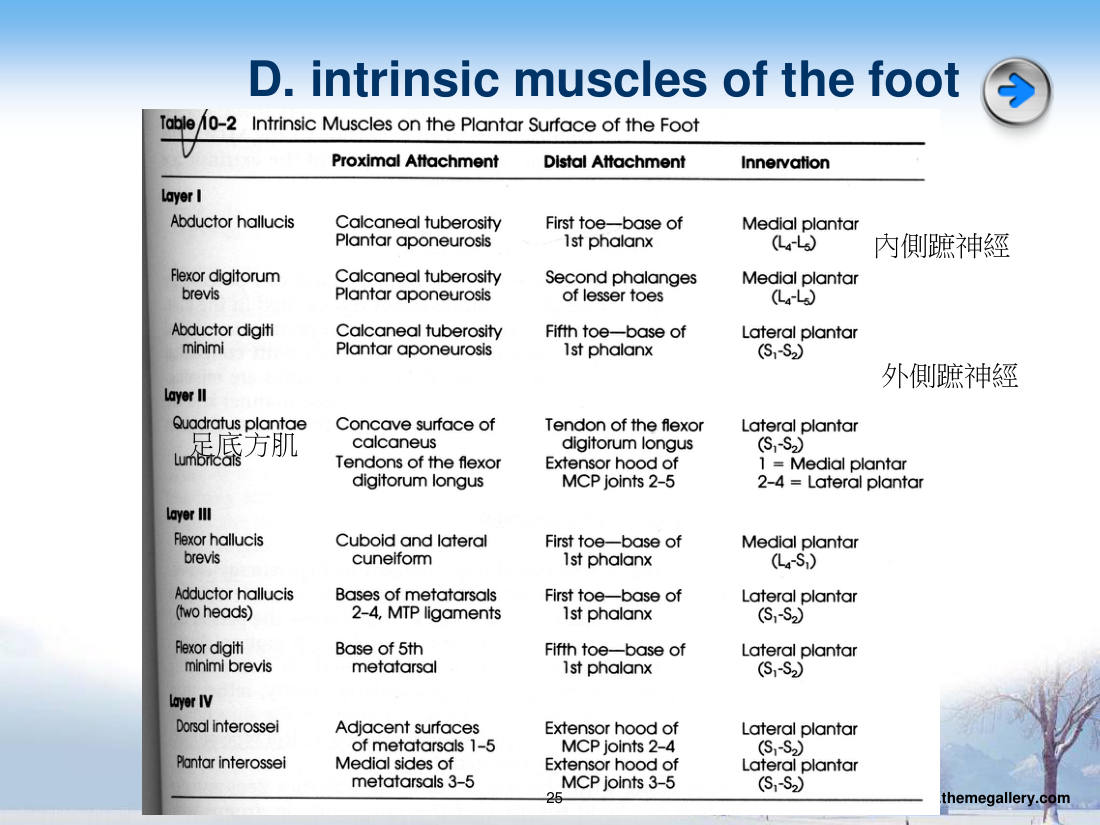 D. intrinsic muscles of the foot
Table 10–2 Intrinsic Muscles on the Plantar Surface of the Foot
Proximal Attachment Distal Attachment Innervation
Layer I
Abductor hallucis Calcaneal tuberosity First toe—base of Medial plantar
Plantar aponeurosis 1st phalanx (L₄-L₅)
內側蹠神經
Flexor digitorum Calcaneal tuberosity Second phalanges Medial plantar
brevis Plantar aponeurosis of lesser toes (L₄-L₅)
Abductor digiti Calcaneal tuberosity Fifth toe—base of Lateral plantar
minimi Plantar aponeurosis 1st phalanx (S₁-S₂)
外側蹠神經
Layer II
Quadratus plantae Concave surface of Tendon of the flexor Lateral plantar
calcaneus digitorum longus (S₁-S₂)
足底方肌
Lumbricals Tendons of the flexor Extensor hood of 1 = Medial plantar
digitorum longus MCP joints 2–5 2–4 = Lateral plantar
Layer III
Flexor hallucis Cuboid and lateral First toe—base of Medial plantar
brevis cuneiform 1st phalanx (L₄-S₁)
Adductor hallucis Bases of metatarsals First toe—base of Lateral plantar
(two heads) 2–4, MTP ligaments 1st phalanx (S₁-S₂)
Flexor digiti Base of 5th Fifth toe—base of Lateral plantar
minimi brevis metatarsal 1st phalanx (S₁-S₂)
Layer IV
Dorsal interossei Adjacent surfaces Extensor hood of Lateral plantar
of metatarsals 1–5 MCP joints 2–4 (S₁-S₂)
Plantar interossei Medial sides of Extensor hood of Lateral plantar
metatarsals 3–5 MCP joints 3–5 (S₁-S₂)
25
.themegallery.com